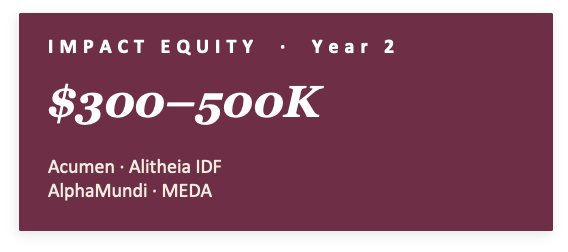 IMPACT EQUITY · Year 2
$300–500K
Acumen · Alitheia IDF
AlphaMundi · MEDA